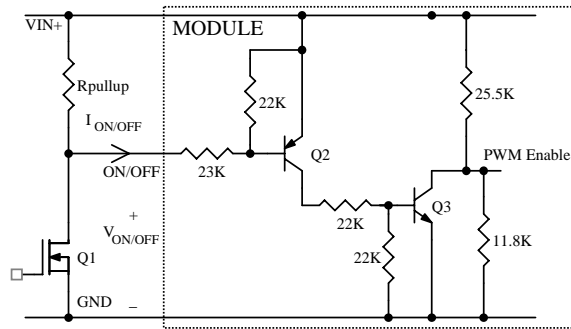 VIN+
MODULE
Rpullup
22K
25.5K
I ON/OFF
Q2
PWM Enable
ON/OFF
23K
+
22K
Q3
V ON/OFF
Q1
22K
11.8K
GND
–